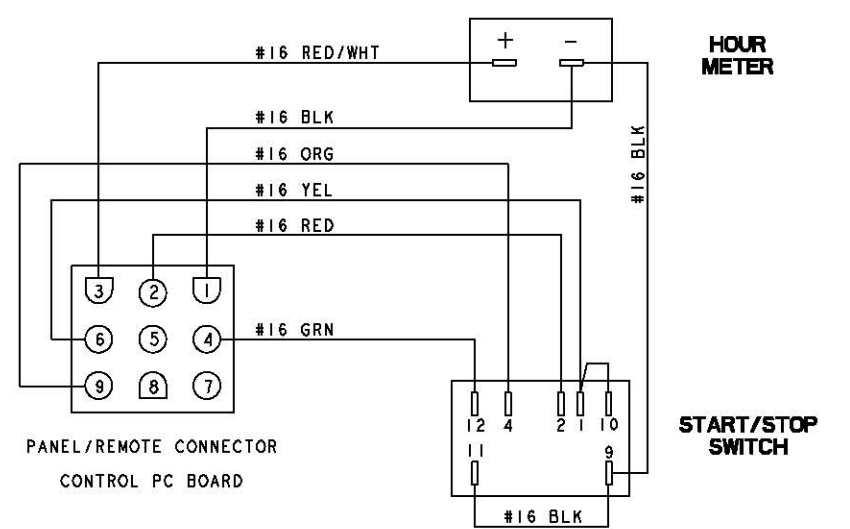 + -
HOUR
METER
#16 RED/WHT
#16 BLK
#16 ORG
#16 BLK
#16 YEL
#16 RED
3 2 1
6 5 4
#16 GRN
9 8 7
12 4 2 1 10
11 9
START/STOP
SWITCH
PANEL/REMOTE CONNECTOR
CONTROL PC BOARD
#16 BLK